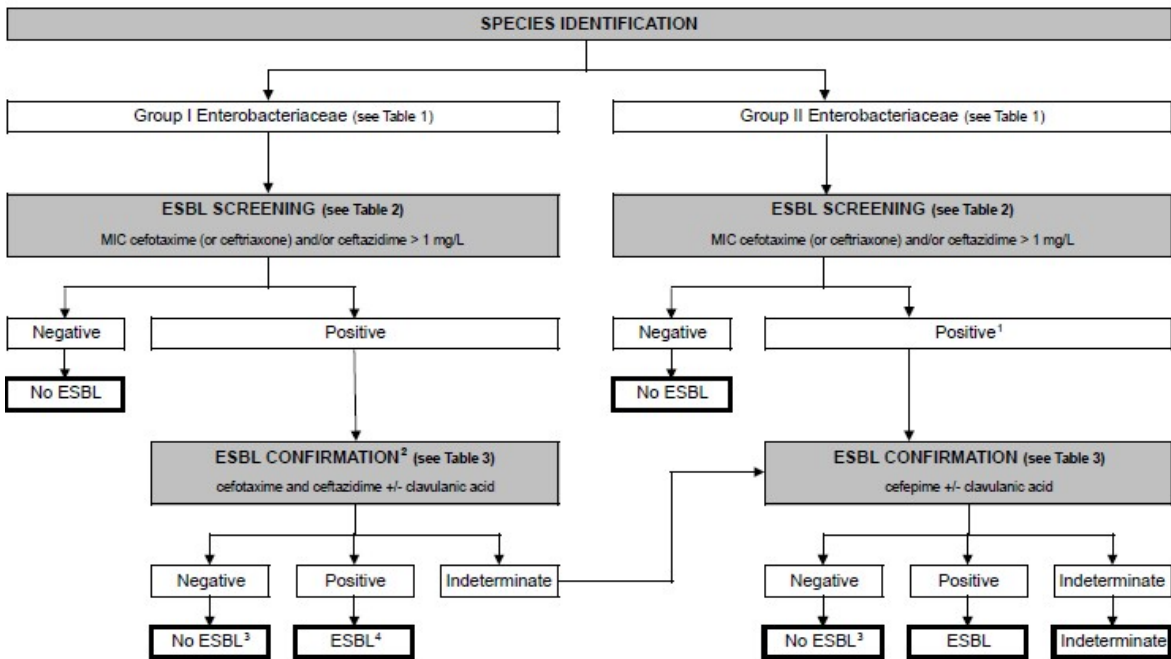 SPECIES IDENTIFICATION
Group I Enterobacteriaceae (see Table 1)
Group II Enterobacteriaceae (see Table 1)
ESBL SCREENING (see Table 2)
MIC cefotaxime (or ceftriaxone) and/or ceftazidime > 1 mg/L
ESBL SCREENING (see Table 2)
MIC cefotaxime (or ceftriaxone) and/or ceftazidime > 1 mg/L
Negative
Positive
Negative
Positive¹
No ESBL
No ESBL
ESBL CONFIRMATION² (see Table 3)
cefotaxime and ceftazidime +/- clavulanic acid
ESBL CONFIRMATION (see Table 3)
cefepime +/- clavulanic acid
Negative
Positive
Indeterminate
Negative
Positive
Indeterminate
No ESBL³
ESBL⁴
No ESBL³
ESBL
Indeterminate